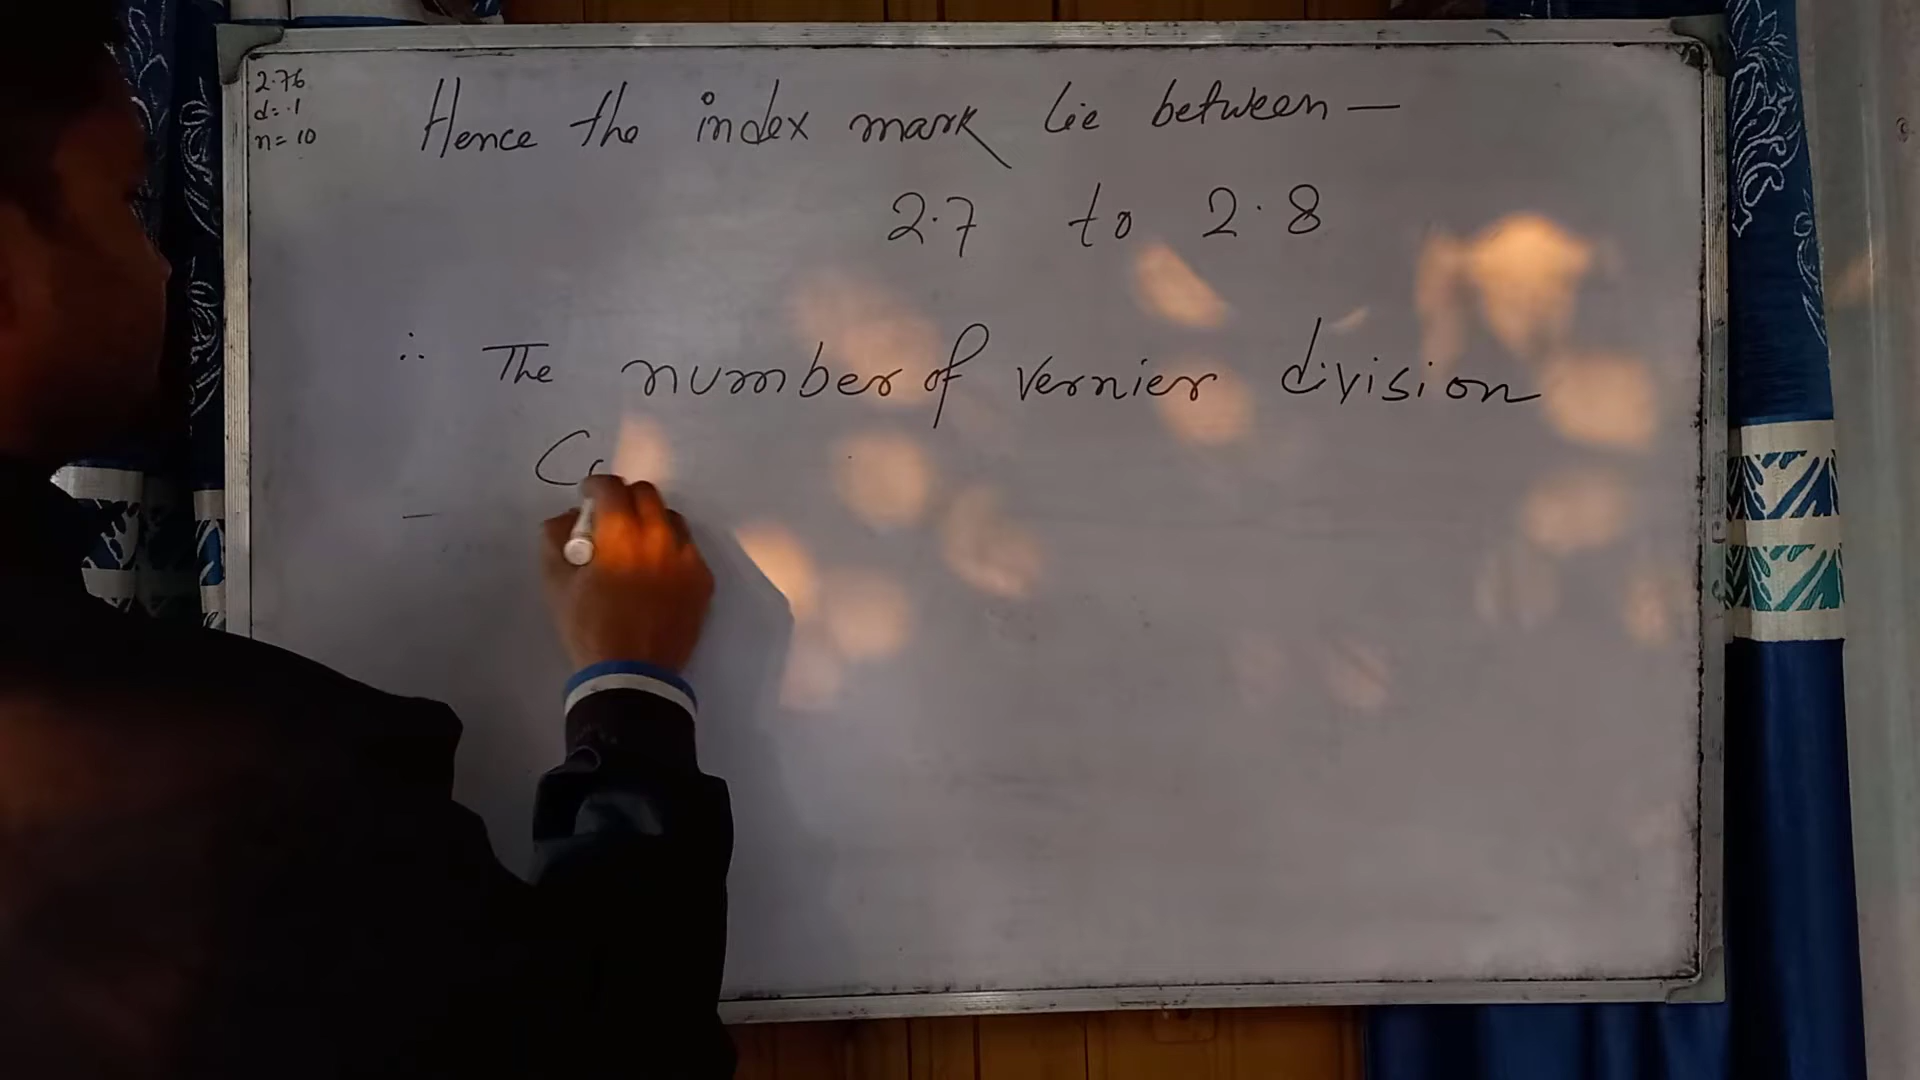 2.76
d=.1
n=10
Hence the index mark lie between —
2.7 to 2.8
∴ The number of vernier division